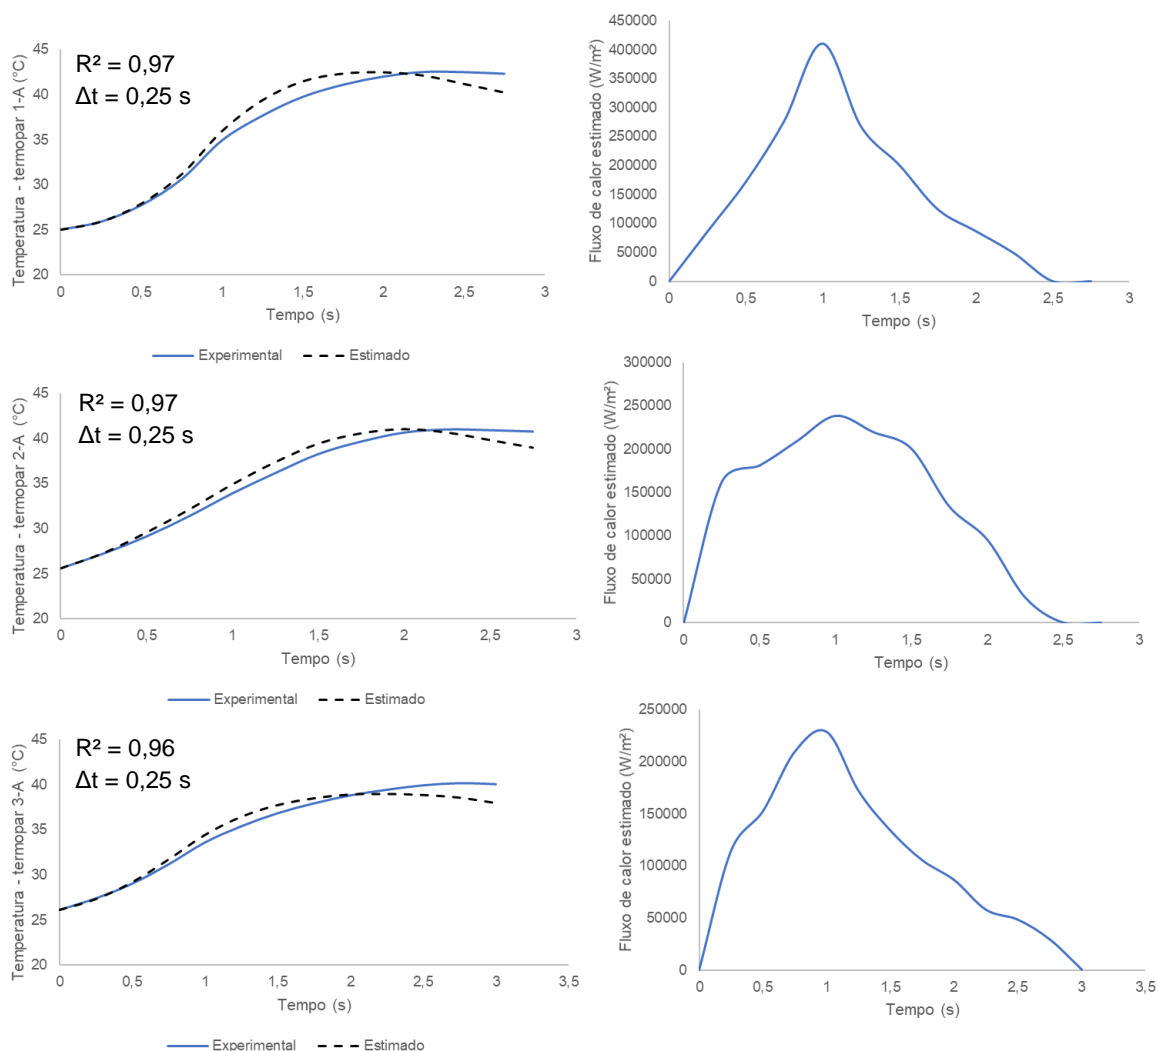 Temperatura - termopar 1-A (°C)
45
40
35
30
25
20
R² = 0,97
Δt = 0,25 s
0 0,5 1 1,5 2 2,5 3
Tempo (s)
Experimental Estimado
Fluxo de calor estimado (W/m²)
450000
400000
350000
300000
250000
200000
150000
100000
50000
0
0 0,5 1 1,5 2 2,5 3
Tempo (s)
Temperatura - termopar 2-A (°C)
45
40
35
30
25
20
R² = 0,97
Δt = 0,25 s
0 0,5 1 1,5 2 2,5 3
Tempo (s)
Experimental Estimado
Fluxo de calor estimado (W/m²)
300000
250000
200000
150000
100000
50000
0
0 0,5 1 1,5 2 2,5 3
Tempo (s)
Temperatura - termopar 3-A (°C)
45
40
35
30
25
20
R² = 0,96
Δt = 0,25 s
0 0,5 1 1,5 2 2,5 3 3,5
Tempo (s)
Experimental Estimado
Fluxo de calor estimado (W/m²)
250000
200000
150000
100000
50000
0
0 0,5 1 1,5 2 2,5 3 3,5
Tempo (s)